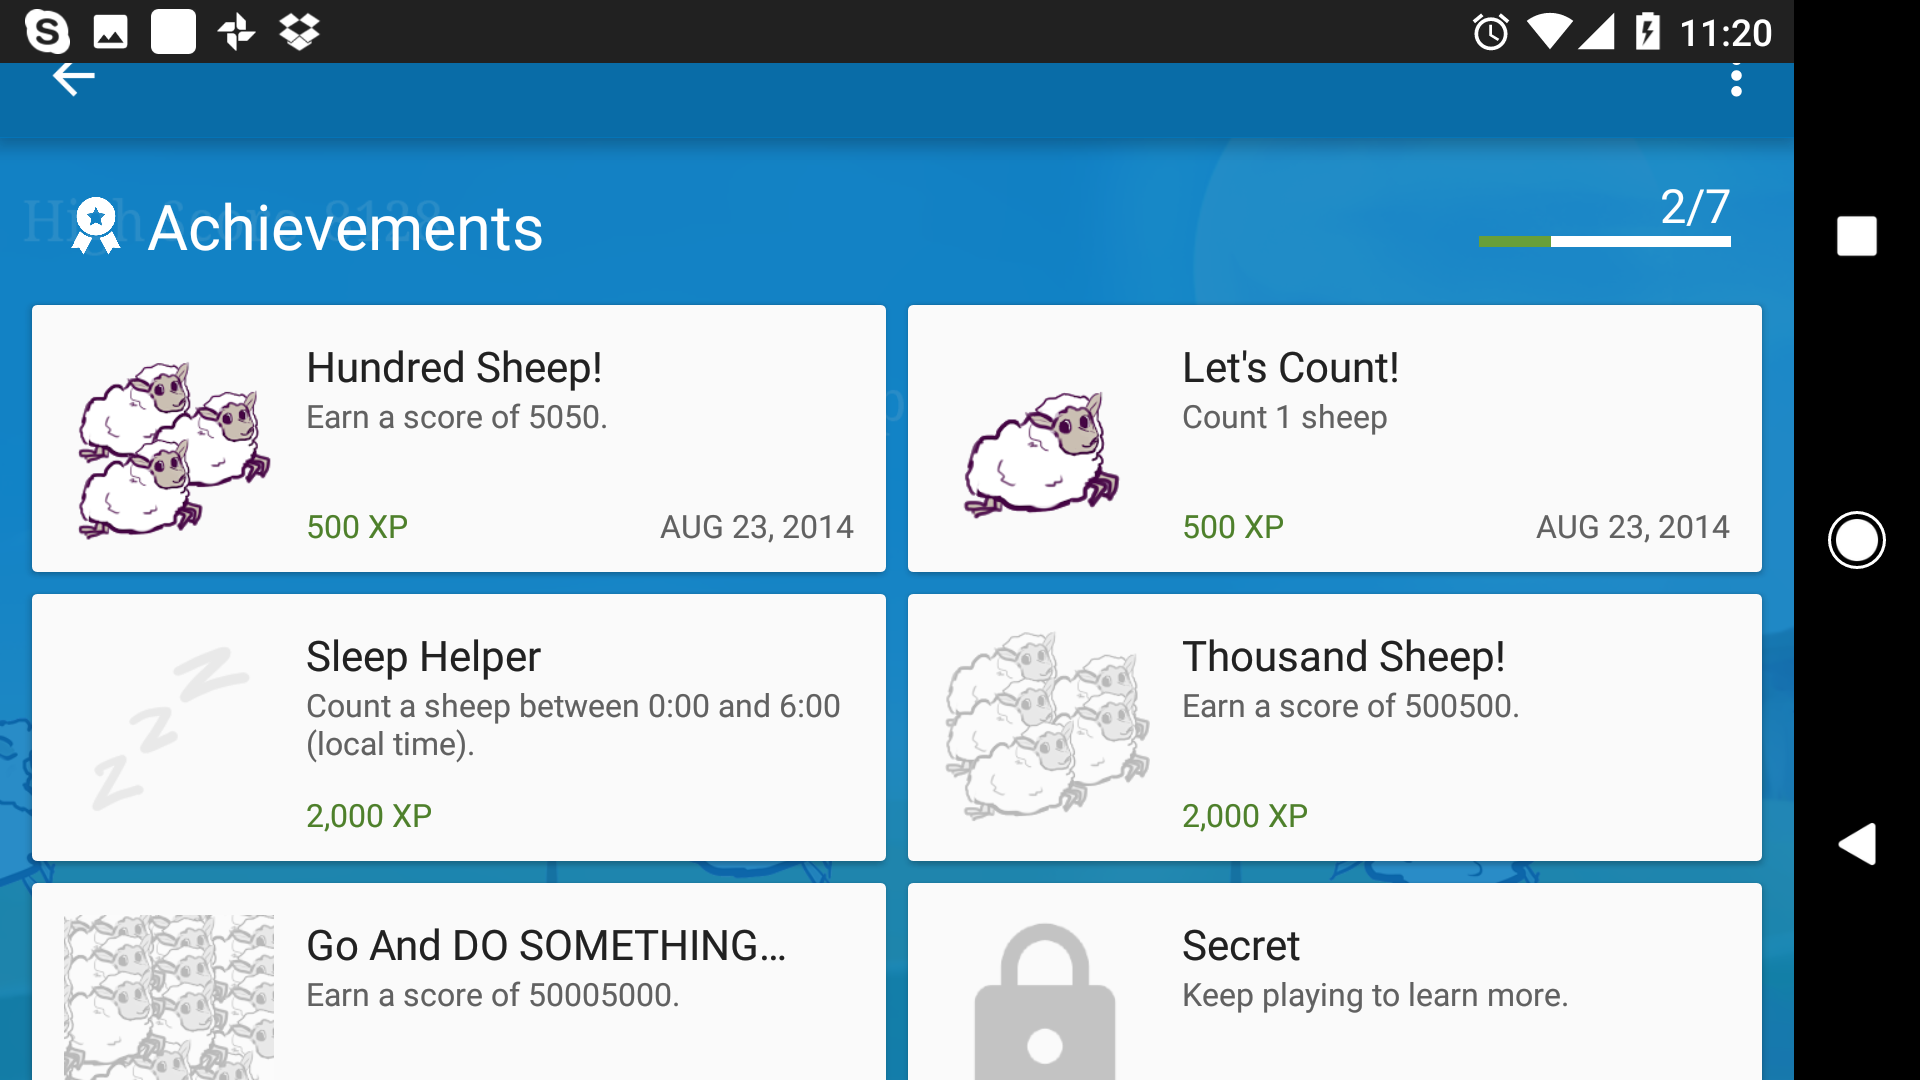 11:20
High Score: 8128
Achievements
2/7
Hundred Sheep!
Earn a score of 5050.
500 XP
AUG 23, 2014
Let's Count!
Count 1 sheep
500 XP
AUG 23, 2014
Sleep Helper
Count a sheep between 0:00 and 6:00
(local time).
2,000 XP
Thousand Sheep!
Earn a score of 500500.
2,000 XP
Go And DO SOMETHING...
Earn a score of 50005000.
Secret
Keep playing to learn more.